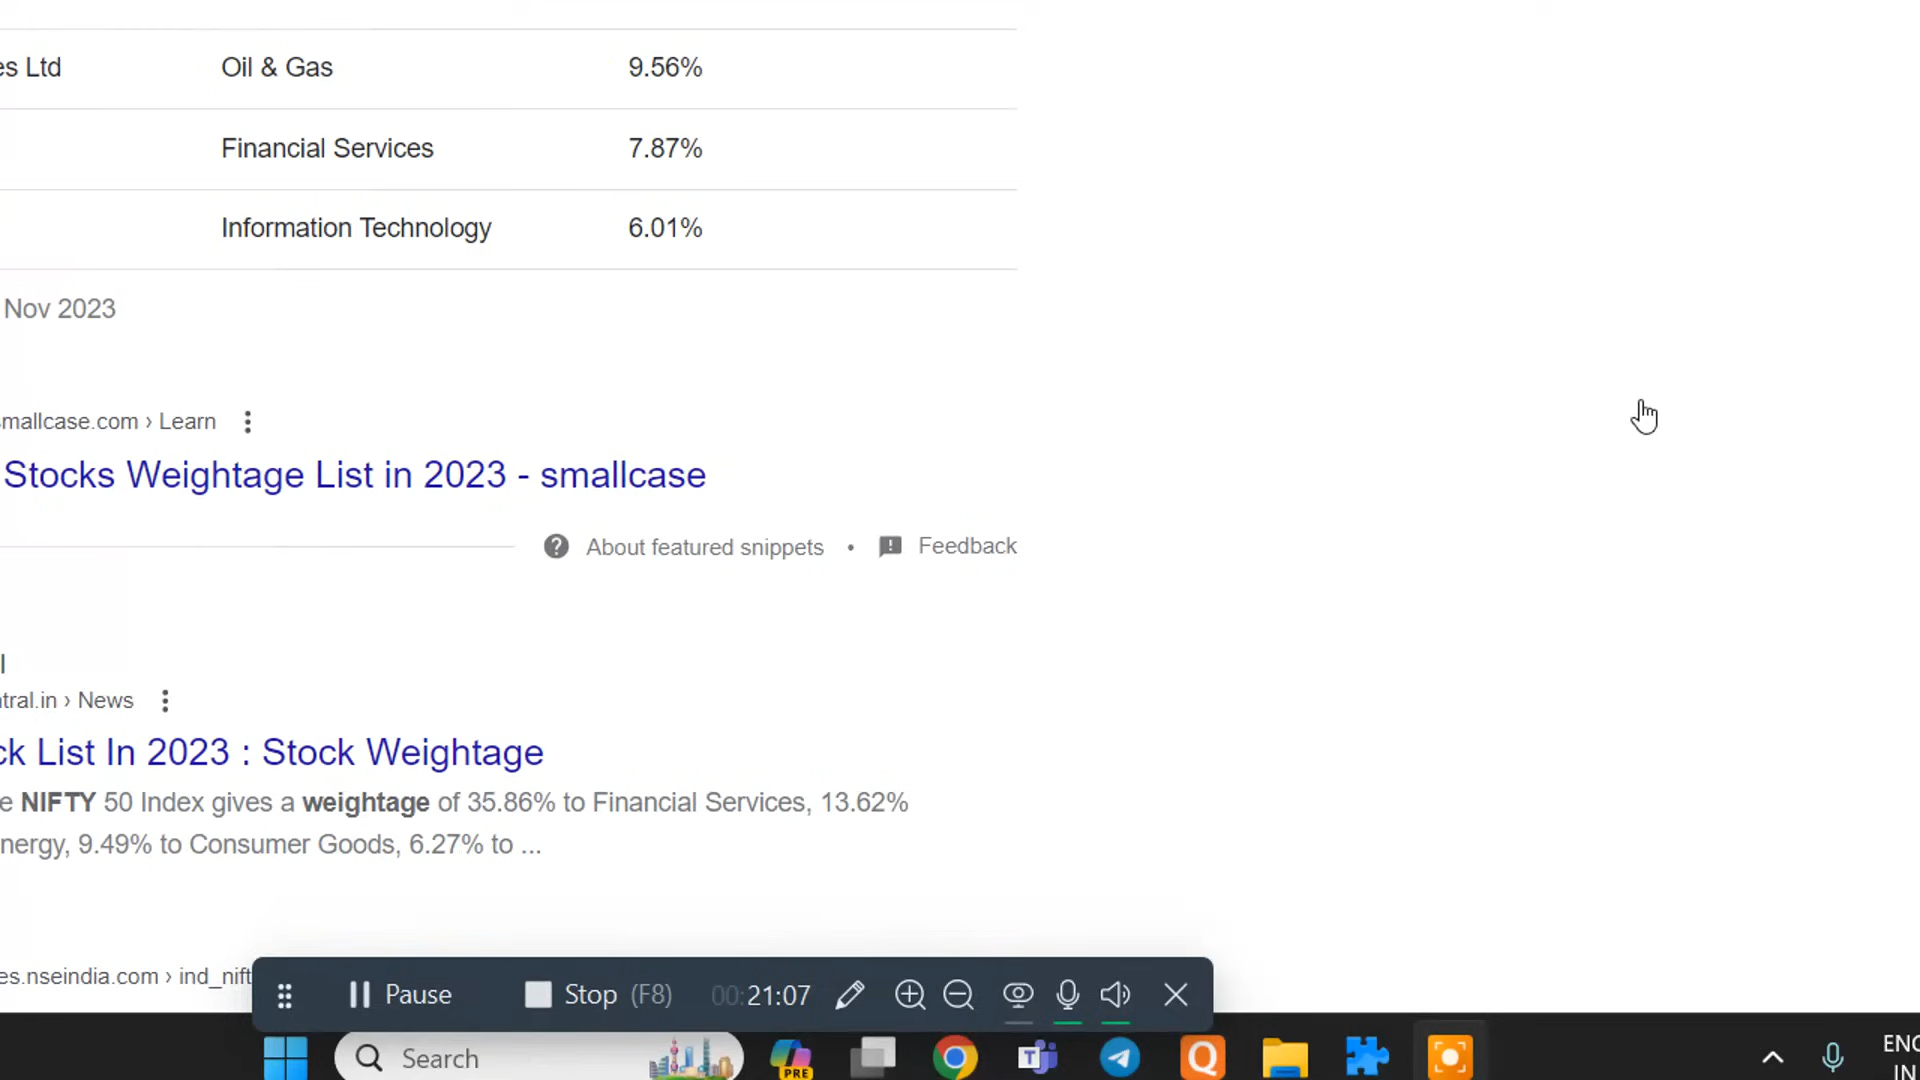 es Ltd Oil & Gas 9.56%
Financial Services 7.87%
Information Technology 6.01%
Nov 2023
smallcase.com › Learn
Stocks Weightage List in 2023 - smallcase
About featured snippets • Feedback
l
ntral.in › News
ck List In 2023 : Stock Weightage
e NIFTY 50 Index gives a weightage of 35.86% to Financial Services, 13.62%
nergy, 9.49% to Consumer Goods, 6.27% to ...
es.nseindia.com › ind_nift
Pause Stop (F8) 00:21:07
Search
PRE
T
Q
ENG
IN